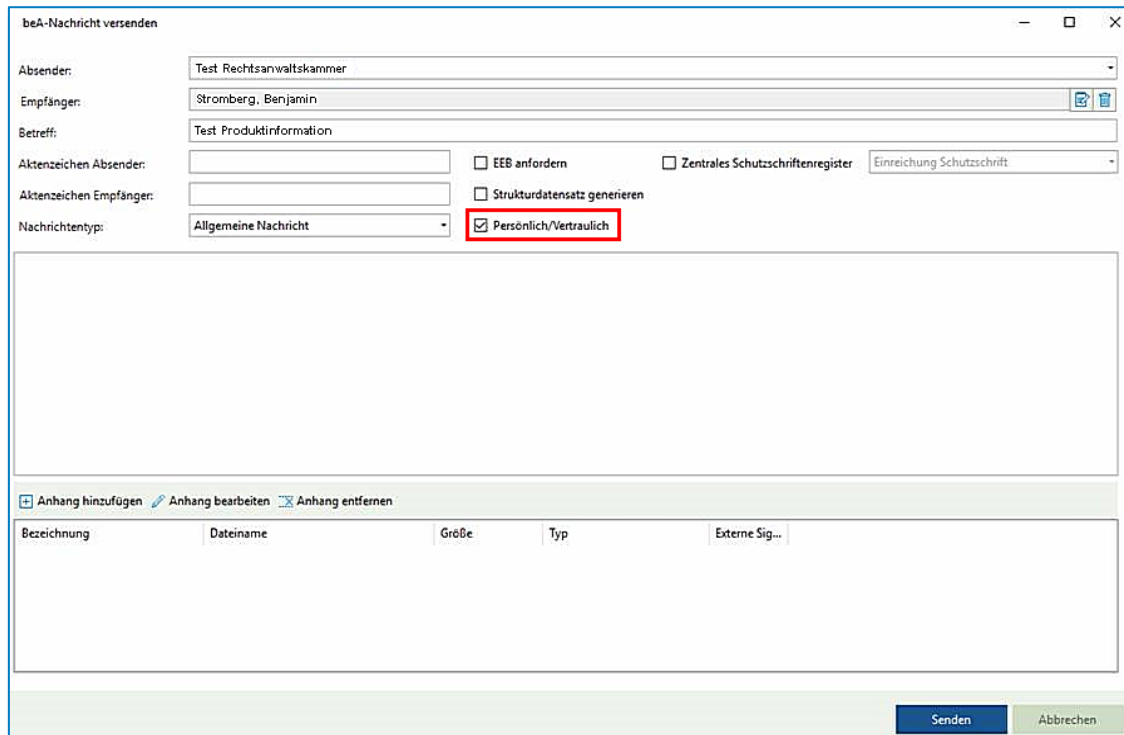 beA-Nachricht versenden
Absender: Test Rechtsanwaltskammer
Empfänger: Stromberg, Benjamin
Betreff: Test Produktinformation
Aktenzeichen Absender: EEB anfordern Zentrales Schutzschriftenregister Einreichung Schutzschrift
Aktenzeichen Empfänger: Strukturdatensatz generieren
Nachrichtentyp: Allgemeine Nachricht Persönlich/Vertraulich
Anhang hinzufügen Anhang bearbeiten Anhang entfernen
Bezeichnung Dateiname Größe Typ Externe Sig...
Senden Abbrechen